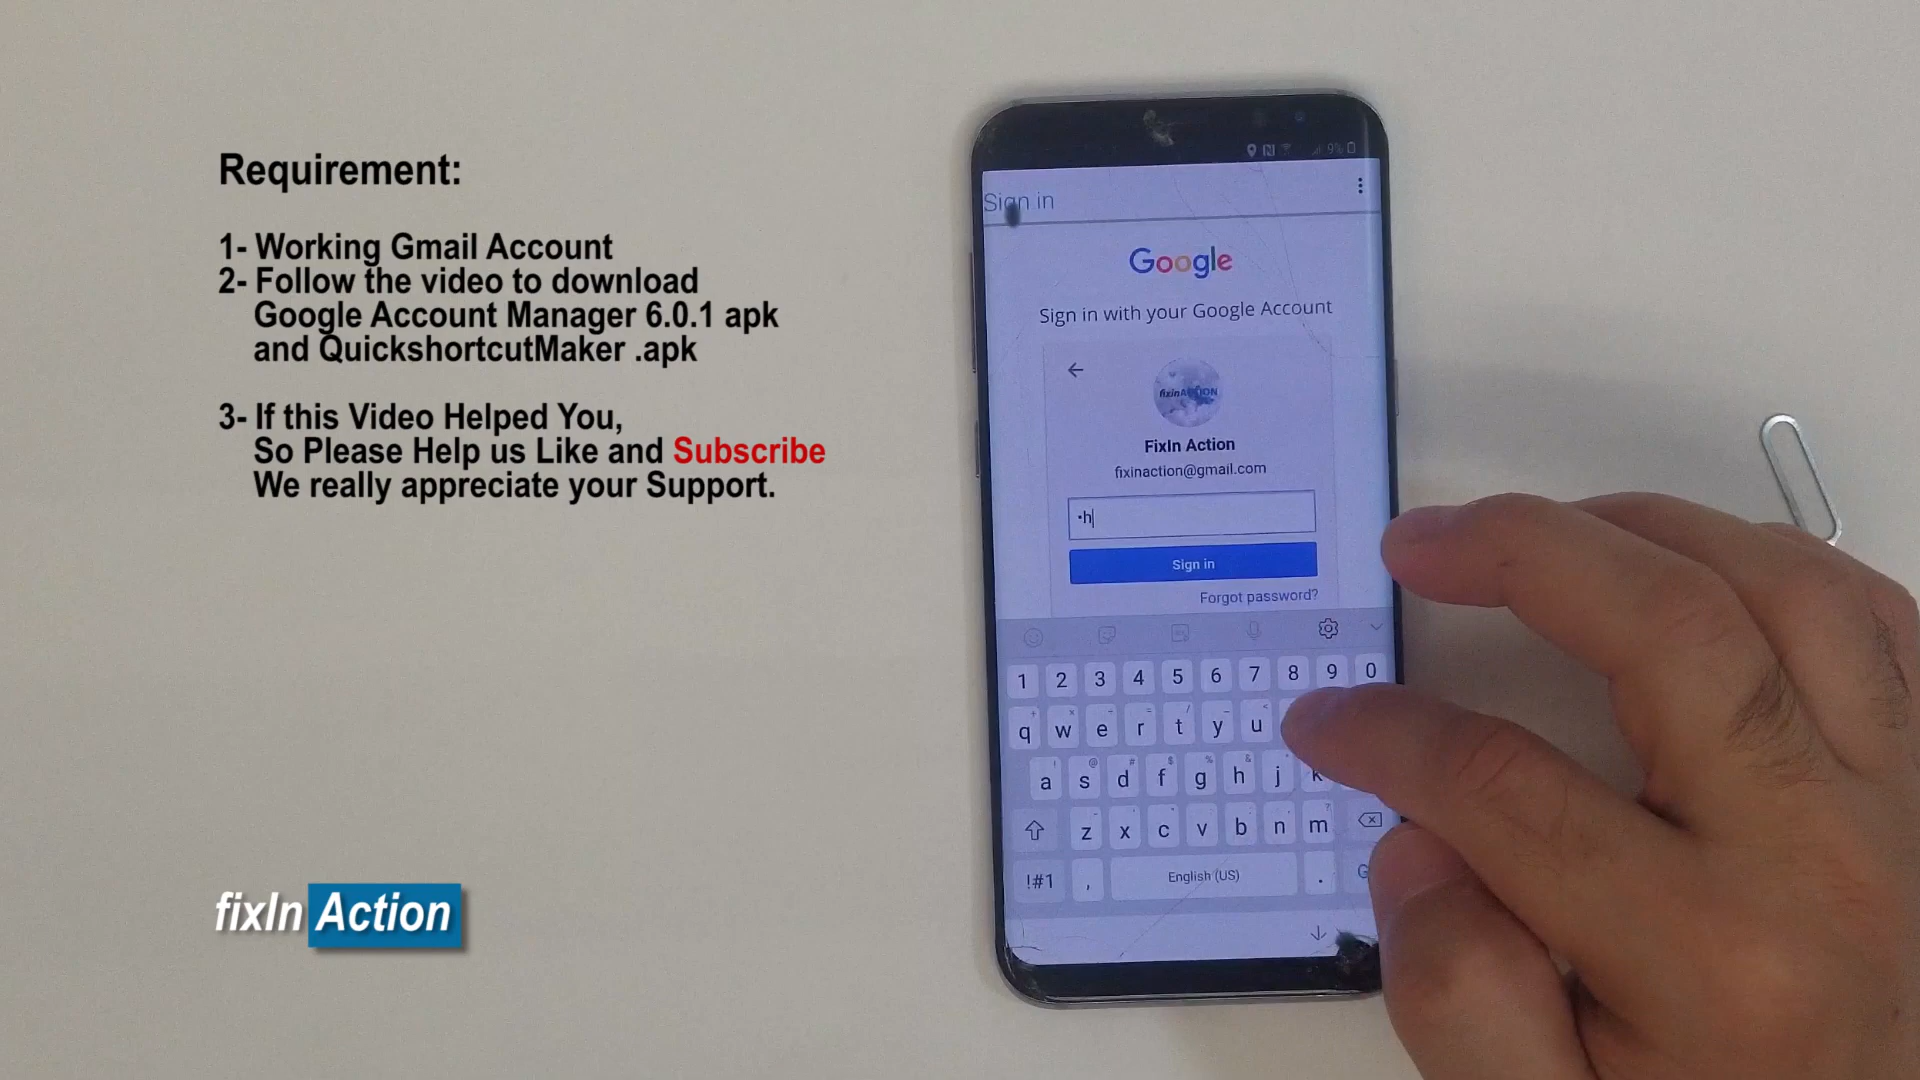 Requirement:
1- Working Gmail Account
2- Follow the video to download
Google Account Manager 6.0.1 apk
and QuickshortcutMaker .apk
3- If this Video Helped You,
So Please Help us Like and Subscribe
We really appreciate your Support.
fixIn Action
9%
Sign in
Google
Sign in with your Google Account
fixinACTION
FixIn Action
fixinaction@gmail.com
•h
Sign in
Forgot password?
1 2 3 4 5 6 7 8 9 0
q w e r t y u
a s d f g h j k
z x c v b n m
!#1 , English (US) .